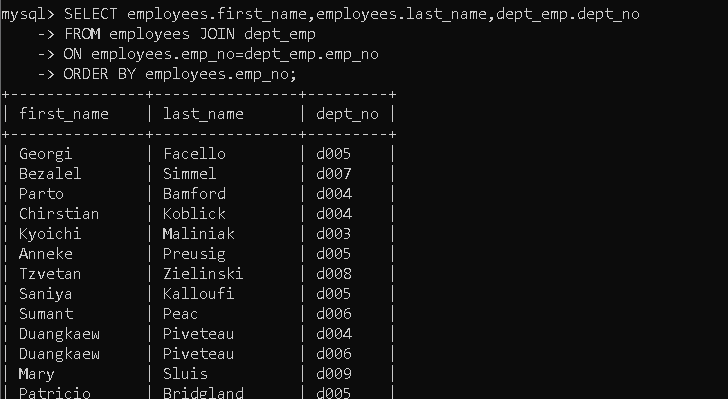 mysql> SELECT employees.first_name,employees.last_name,dept_emp.dept_no
    -> FROM employees JOIN dept_emp
    -> ON employees.emp_no=dept_emp.emp_no
    -> ORDER BY employees.emp_no;
+---------------+----------------+---------+
| first_name    | last_name      | dept_no |
+---------------+----------------+---------+
| Georgi        | Facello        | d005    |
| Bezalel       | Simmel         | d007    |
| Parto         | Bamford        | d004    |
| Chirstian     | Koblick        | d004    |
| Kyoichi       | Maliniak       | d003    |
| Anneke        | Preusig        | d005    |
| Tzvetan       | Zielinski      | d008    |
| Saniya        | Kalloufi       | d005    |
| Sumant        | Peac           | d006    |
| Duangkaew     | Piveteau       | d004    |
| Duangkaew     | Piveteau       | d006    |
| Mary          | Sluis          | d009    |
| Patricio      | Bridgland      | d005    |